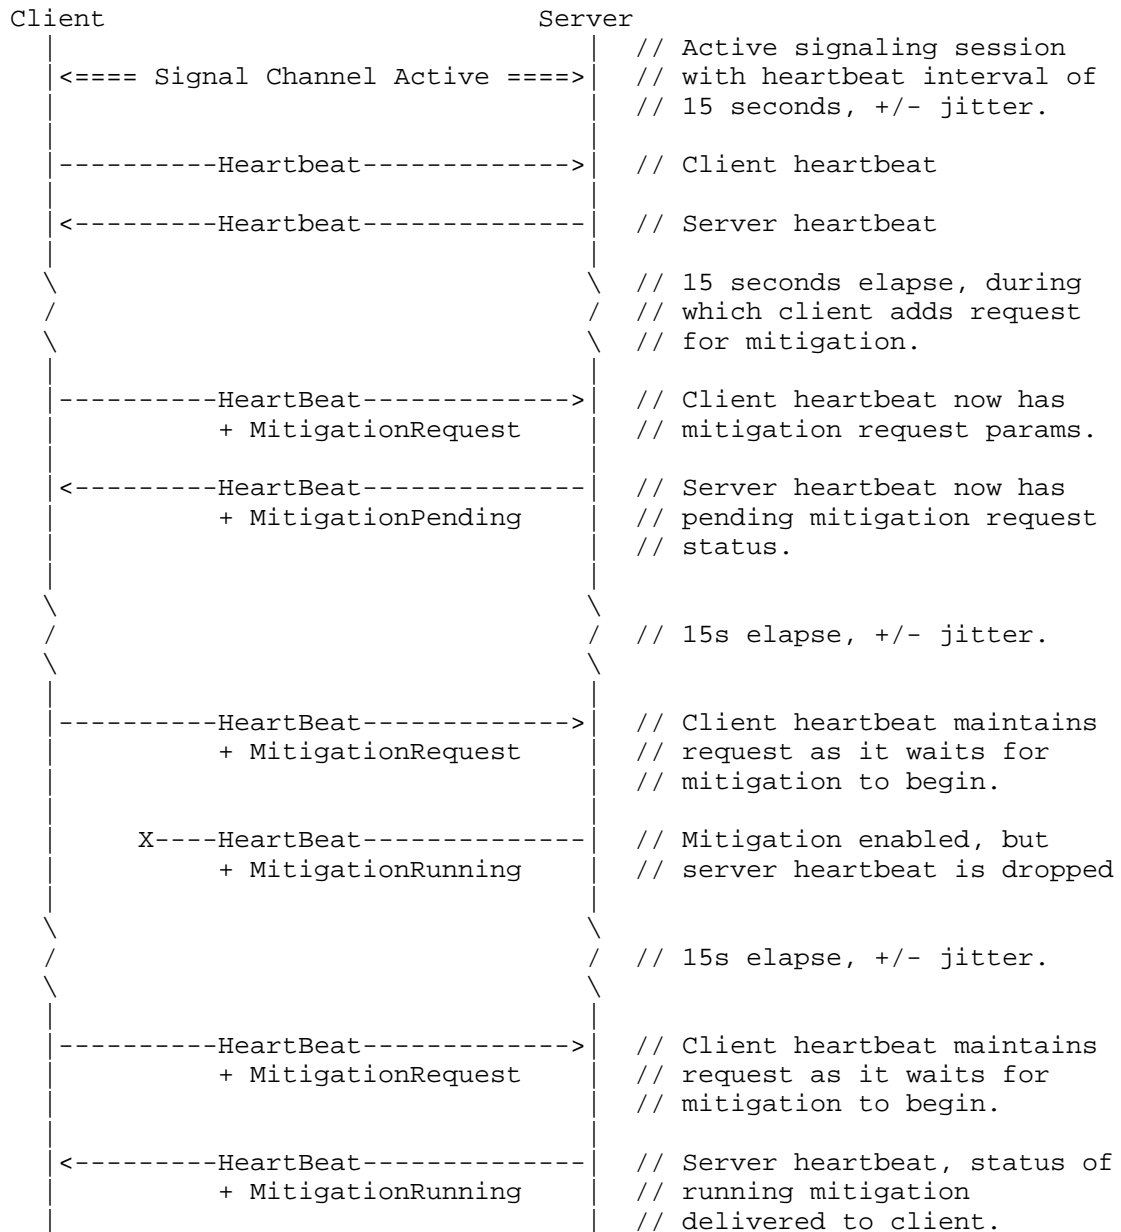 Client                           Server
  |                                 |  // Active signaling session
  |<==== Signal Channel Active ====>|  // with heartbeat interval of
  |                                 |  // 15 seconds, +/- jitter.
  |                                 |
  |----------Heartbeat------------->|  // Client heartbeat
  |                                 |
  |<---------Heartbeat--------------|  // Server heartbeat
  |                                 |
  \                                 \  // 15 seconds elapse, during
  /                                 /  // which client adds request
  \                                 \  // for mitigation.
  |                                 |
  |----------HeartBeat------------->|  // Client heartbeat now has
  |          + MitigationRequest    |  // mitigation request params.
  |                                 |
  |<---------HeartBeat--------------|  // Server heartbeat now has
  |          + MitigationPending    |  // pending mitigation request
  |                                 |  // status.
  |                                 |
  \                                 \
  /                                 /  // 15s elapse, +/- jitter.
  \                                 \
  |                                 |
  |----------HeartBeat------------->|  // Client heartbeat maintains
  |          + MitigationRequest    |  // request as it waits for
  |                                 |  // mitigation to begin.
  |                                 |
  |     X----HeartBeat--------------|  // Mitigation enabled, but
  |          + MitigationRunning    |  // server heartbeat is dropped
  |                                 |
  \                                 \
  /                                 /  // 15s elapse, +/- jitter.
  \                                 \
  |                                 |
  |----------HeartBeat------------->|  // Client heartbeat maintains
  |          + MitigationRequest    |  // request as it waits for
  |                                 |  // mitigation to begin.
  |                                 |
  |<---------HeartBeat--------------|  // Server heartbeat, status of
  |          + MitigationRunning    |  // running mitigation
  |                                 |  // delivered to client.